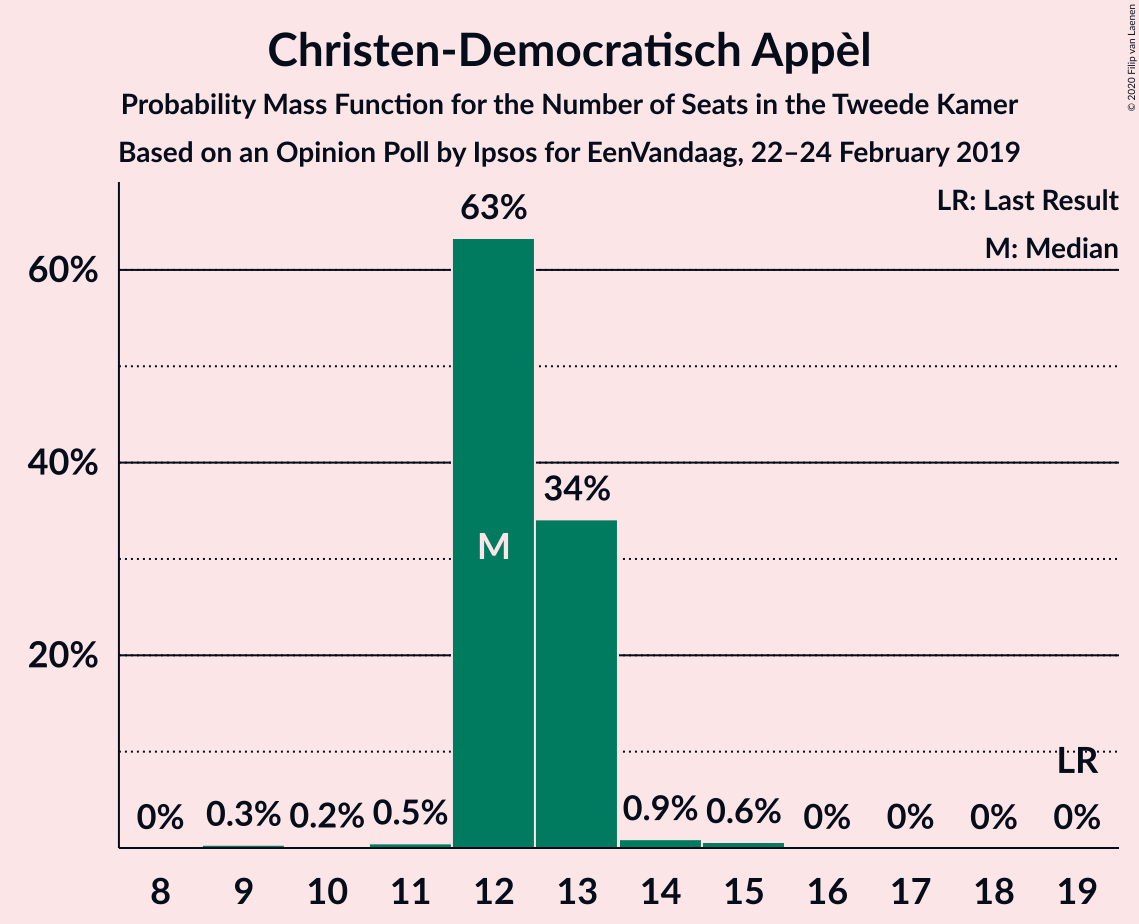 Christen-Democratisch Appèl
Probability Mass Function for the Number of Seats in the Tweede Kamer
Based on an Opinion Poll by Ipsos for EenVandaag, 22–24 February 2019
© 2020 Filip van Laenen
LR: Last Result
M: Median
63%
60%
40%
34%
M
20%
LR
0% 0.3% 0.2% 0.5% 0.9% 0.6% 0% 0% 0% 0%
8 9 10 11 12 13 14 15 16 17 18 19